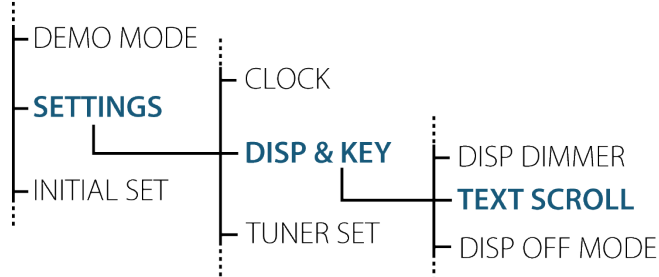 DEMO MODE
SETTINGS
INITIAL SET
CLOCK
DISP & KEY
TUNER SET
DISP DIMMER
TEXT SCROLL
DISP OFF MODE